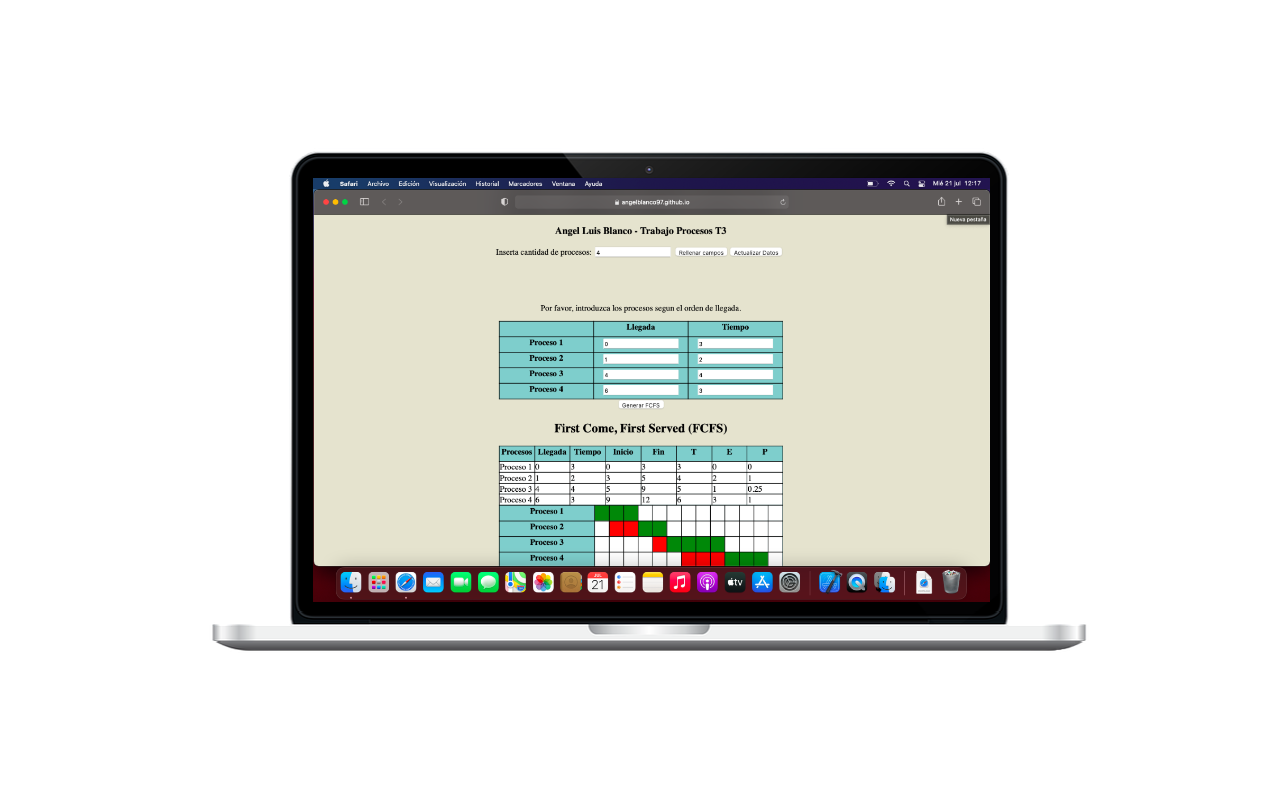 Safari Archivo Edición Visualización Historial Marcadores Ventana Ayuda Mié 21 jul 12:17
angelblanco97.github.io
Nueva pestaña
Angel Luis Blanco - Trabajo Procesos T3
Inserta cantidad de procesos: 4 Rellenar campos Actualizar Datos
Por favor, introduzca los procesos segun el orden de llegada.
Llegada Tiempo
Proceso 1 0 3
Proceso 2 1 2
Proceso 3 4 4
Proceso 4 6 3
Generar FCFS
First Come, First Served (FCFS)
Procesos Llegada Tiempo Inicio Fin T E P
Proceso 1 0 3 0 3 3 0 0
Proceso 2 1 2 3 5 4 2 1
Proceso 3 4 4 5 9 5 1 0.25
Proceso 4 6 3 9 12 6 3 1
Proceso 1
Proceso 2
Proceso 3
Proceso 4
JUL
21
tv